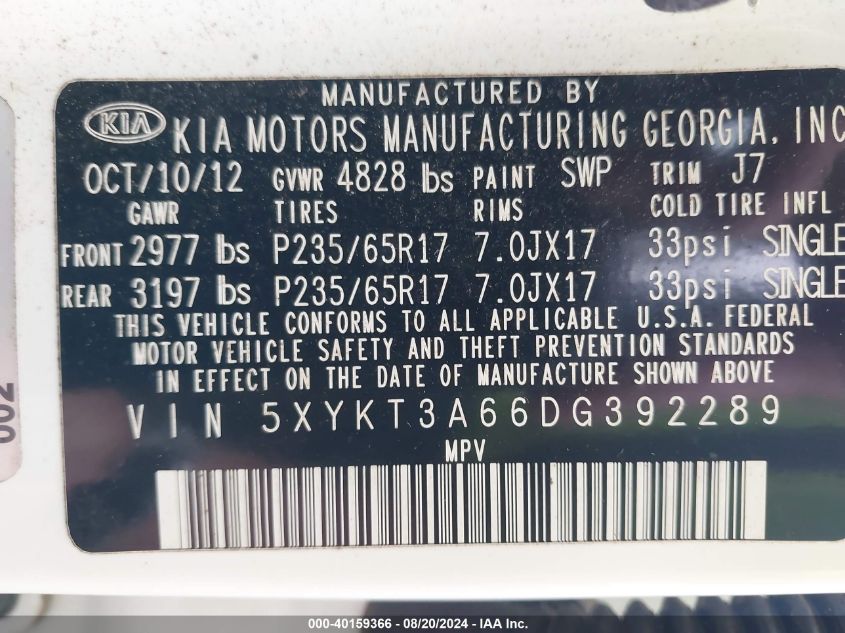 MANUFACTURED BY
KIA KIA MOTORS MANUFACTURING GEORGIA, INC
OCT/10/12 GVWR 4828 lbs PAINT SWP TRIM J7
GAWR TIRES RIMS COLD TIRE INFL
FRONT 2977 lbs P235/65R17 7.0JX17 33psi SINGLE
REAR 3197 lbs P235/65R17 7.0JX17 33psi SINGLE
THIS VEHICLE CONFORMS TO ALL APPLICABLE U.S.A. FEDERAL
MOTOR VEHICLE SAFETY AND THEFT PREVENTION STANDARDS
IN EFFECT ON THE DATE OF MANUFACTURE SHOWN ABOVE
VIN 5XYKT3A66DG392289
MPV
002
000-40159366 - 08/20/2024 - IAA, Inc.